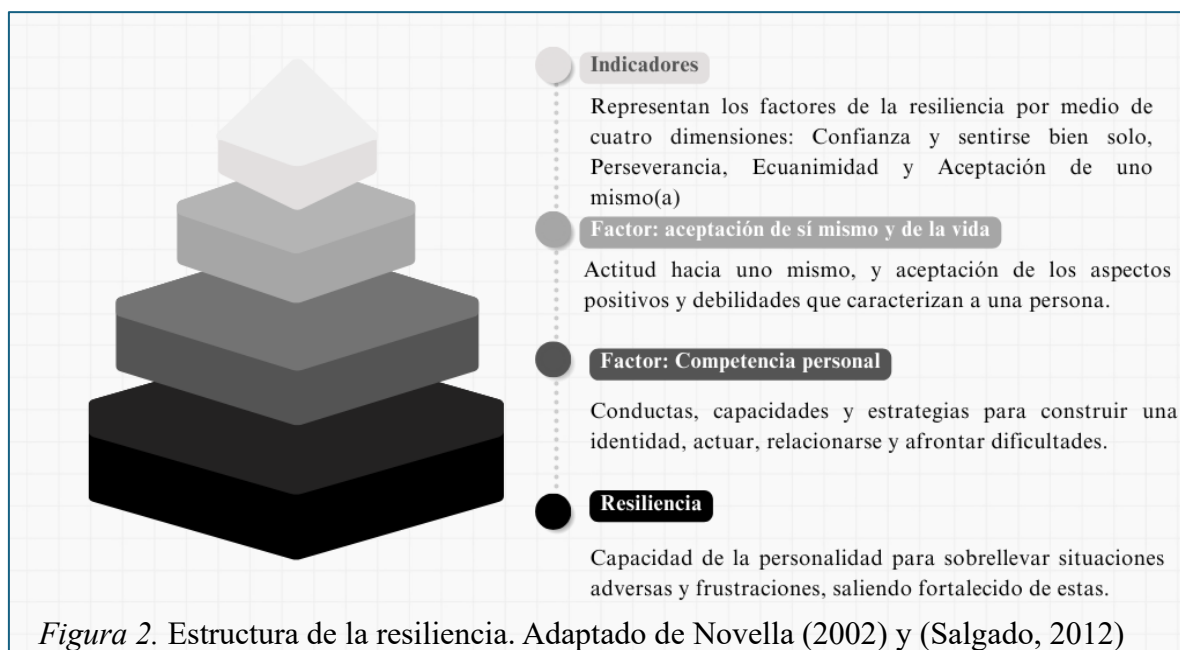 Indicadores
Representan los factores de la resiliencia por medio de
cuatro dimensiones: Confianza y sentirse bien solo,
Perseverancia, Ecuanimidad y Aceptación de uno
mismo(a)
Factor: aceptación de sí mismo y de la vida
Actitud hacia uno mismo, y aceptación de los aspectos
positivos y debilidades que caracterizan a una persona.
Factor: Competencia personal
Conductas, capacidades y estrategias para construir una
identidad, actuar, relacionarse y afrontar dificultades.
Resiliencia
Capacidad de la personalidad para sobrellevar situaciones
adversas y frustraciones, saliendo fortalecido de estas.
Figura 2. Estructura de la resiliencia. Adaptado de Novella (2002) y (Salgado, 2012)